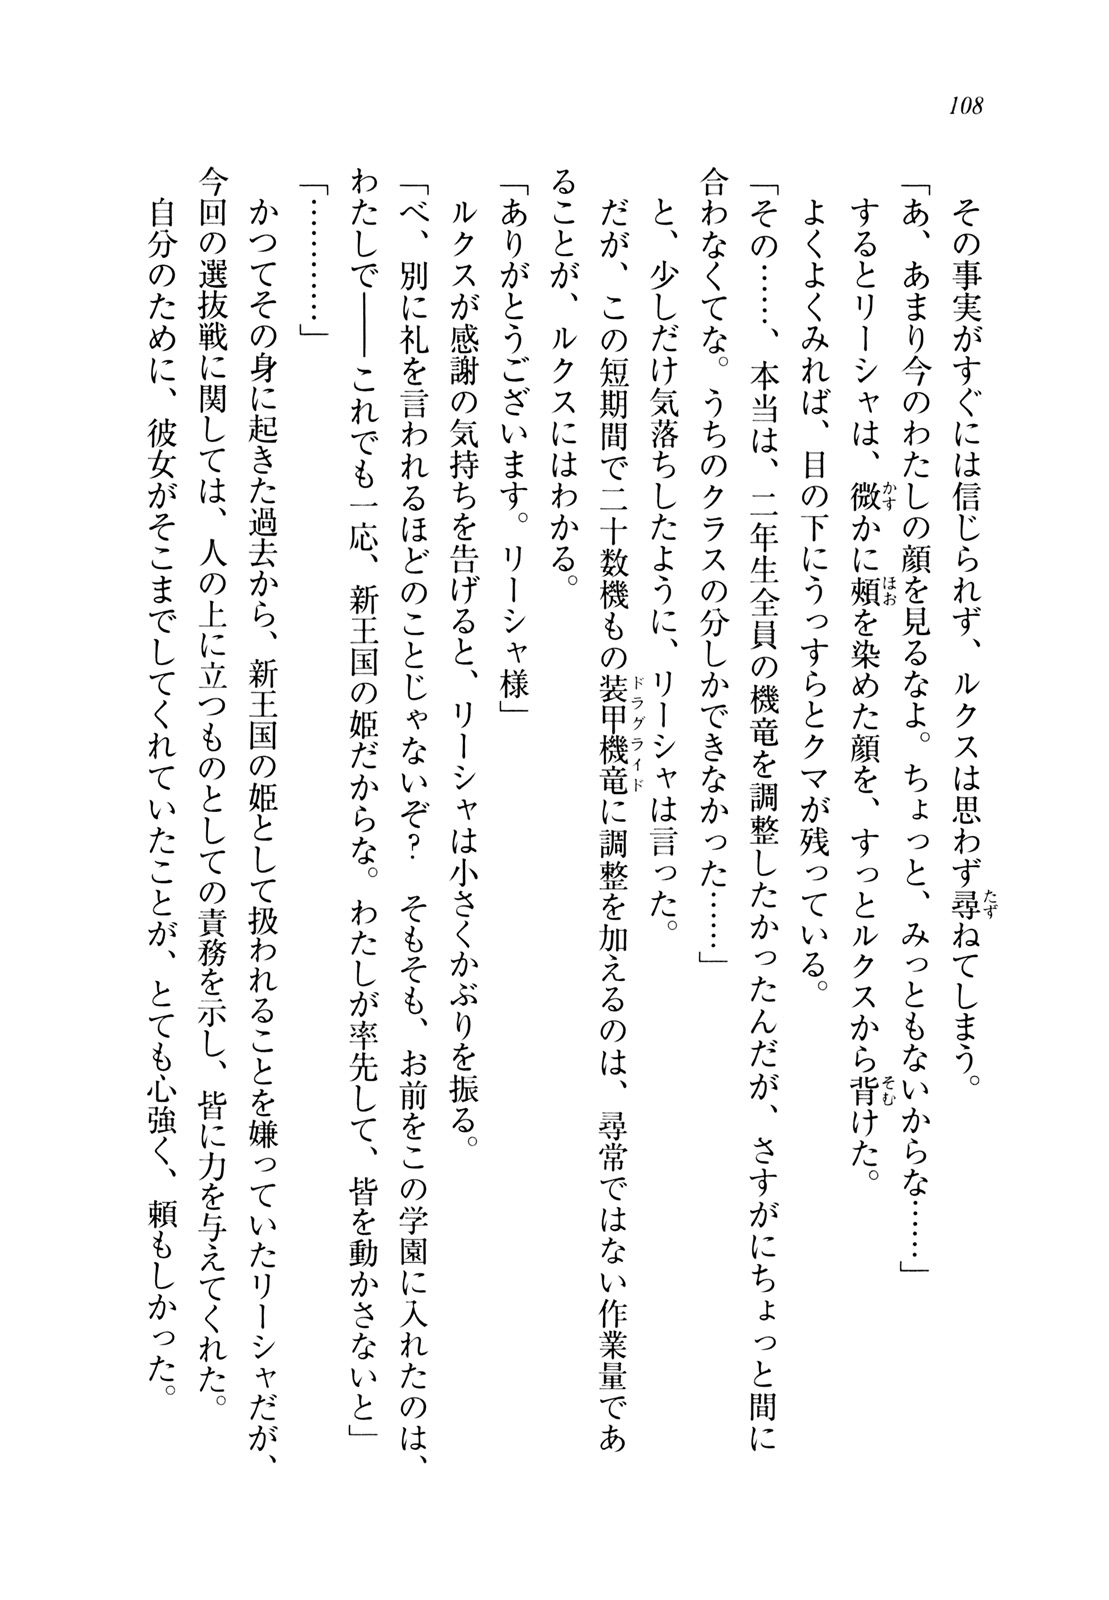 108
その事実がすぐには信じられず、ルクスは思わず尋ねてしまう。
「あ、あまり今のわたしの顔を見るなよ。ちょっと、みっともないからな……」
するとリーシャは、微かに頰を染めた顔を、すっとルクスから背けた。
よくよくみれば、目の下にうっすらとクマが残っている。
「その……、本当は、二年生全員の機竜を調整したかったんだが、さすがにちょっと間に
合わなくてな。うちのクラスの分しかできなかった……」
と、少しだけ気落ちしたように、リーシャは言った。
だが、この短期間で二十数機もの装甲機竜に調整を加えるのは、尋常ではない作業量であ
ることが、ルクスにはわかる。
「ありがとうございます。リーシャ様」
ルクスが感謝の気持ちを告げると、リーシャは小さくかぶりを振る。
「べ、別に礼を言われるほどのことじゃないぞ？　そもそも、お前をこの学園に入れたのは、
わたしで――これでも一応、新王国の姫だからな。わたしが率先して、皆を動かさないと」
「…………」
かつてその身に起きた過去から、新王国の姫として扱われることを嫌っていたリーシャだが、
今回の選抜戦に関しては、人の上に立つものとしての責務を示し、皆に力を与えてくれた。
自分のために、彼女がそこまでしてくれていたことが、とても心強く、頼もしかった。